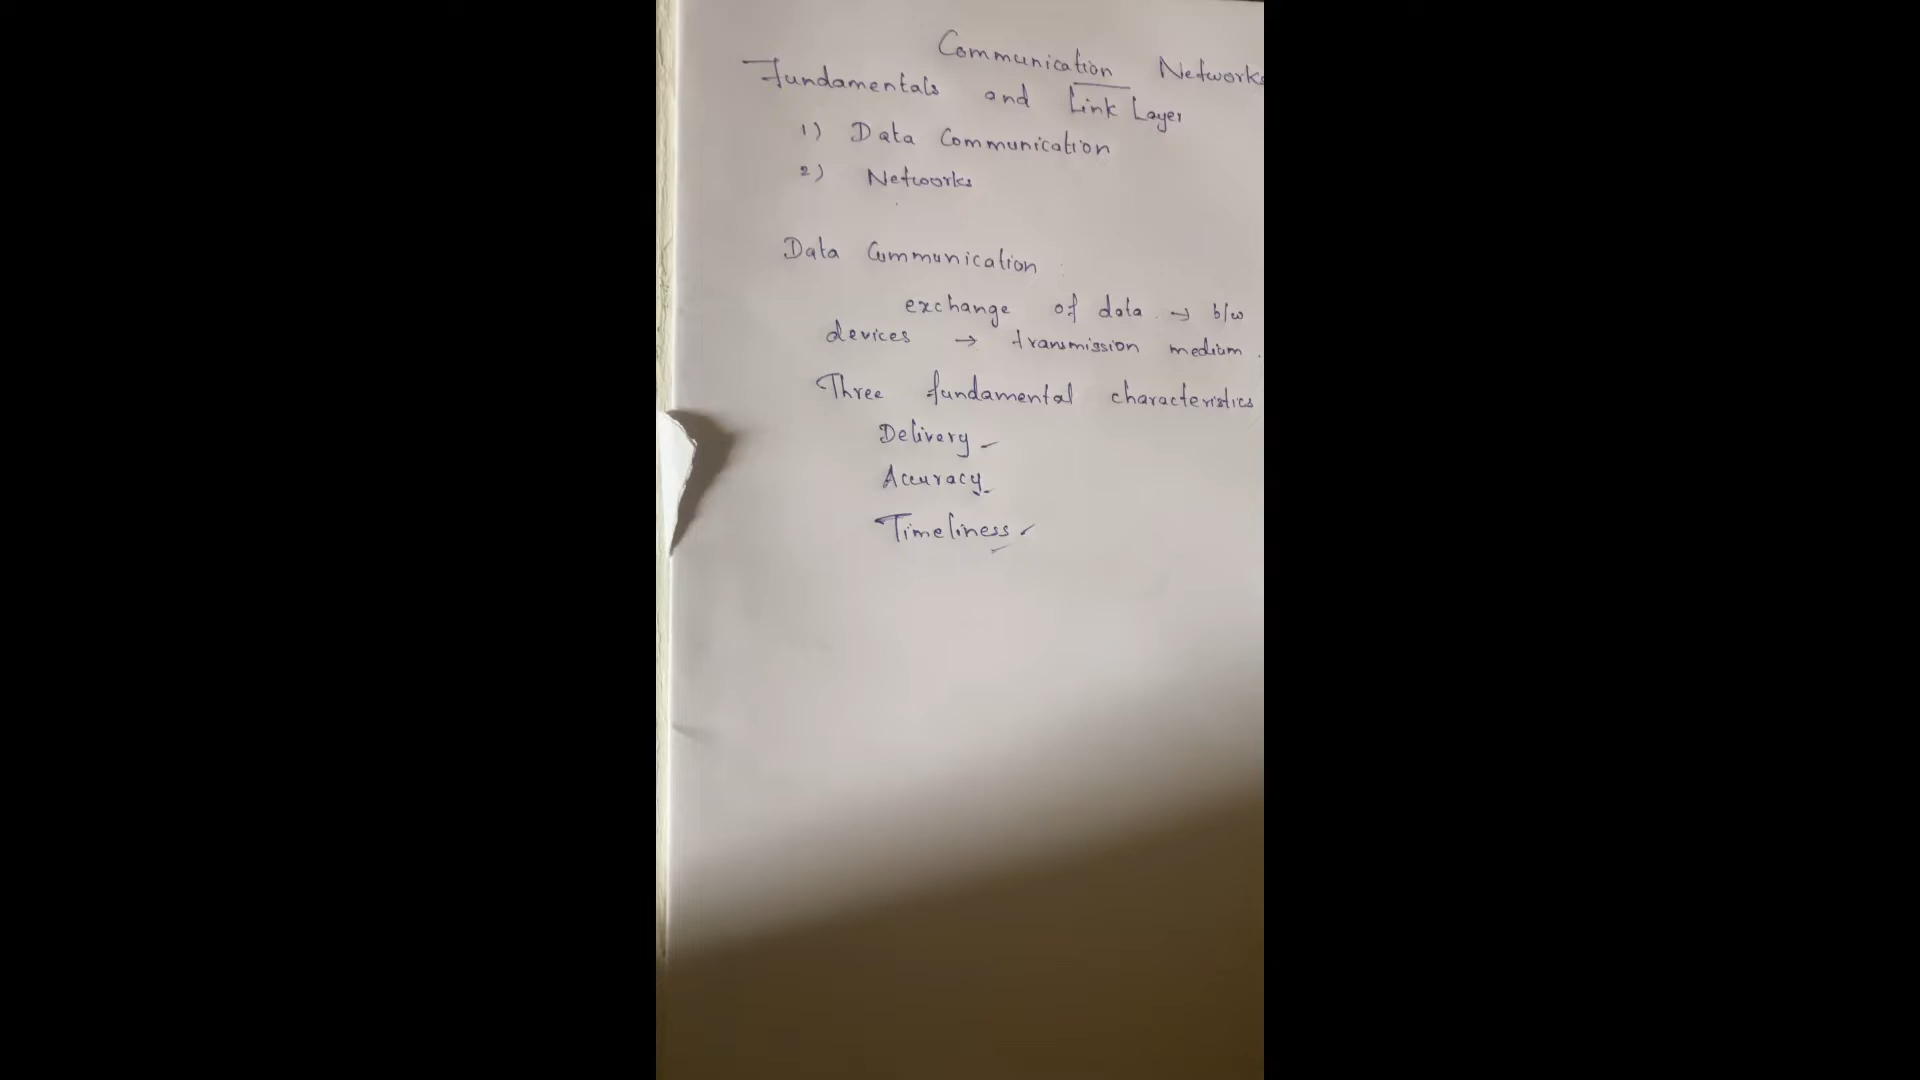 Communication Networks
Fundamentals and Link Layer
1) Data Communication
2) Networks
Data Communication
exchange of data → b/w
devices → transmission medium.
Three fundamental characteristics
Delivery
Accuracy
Timeliness